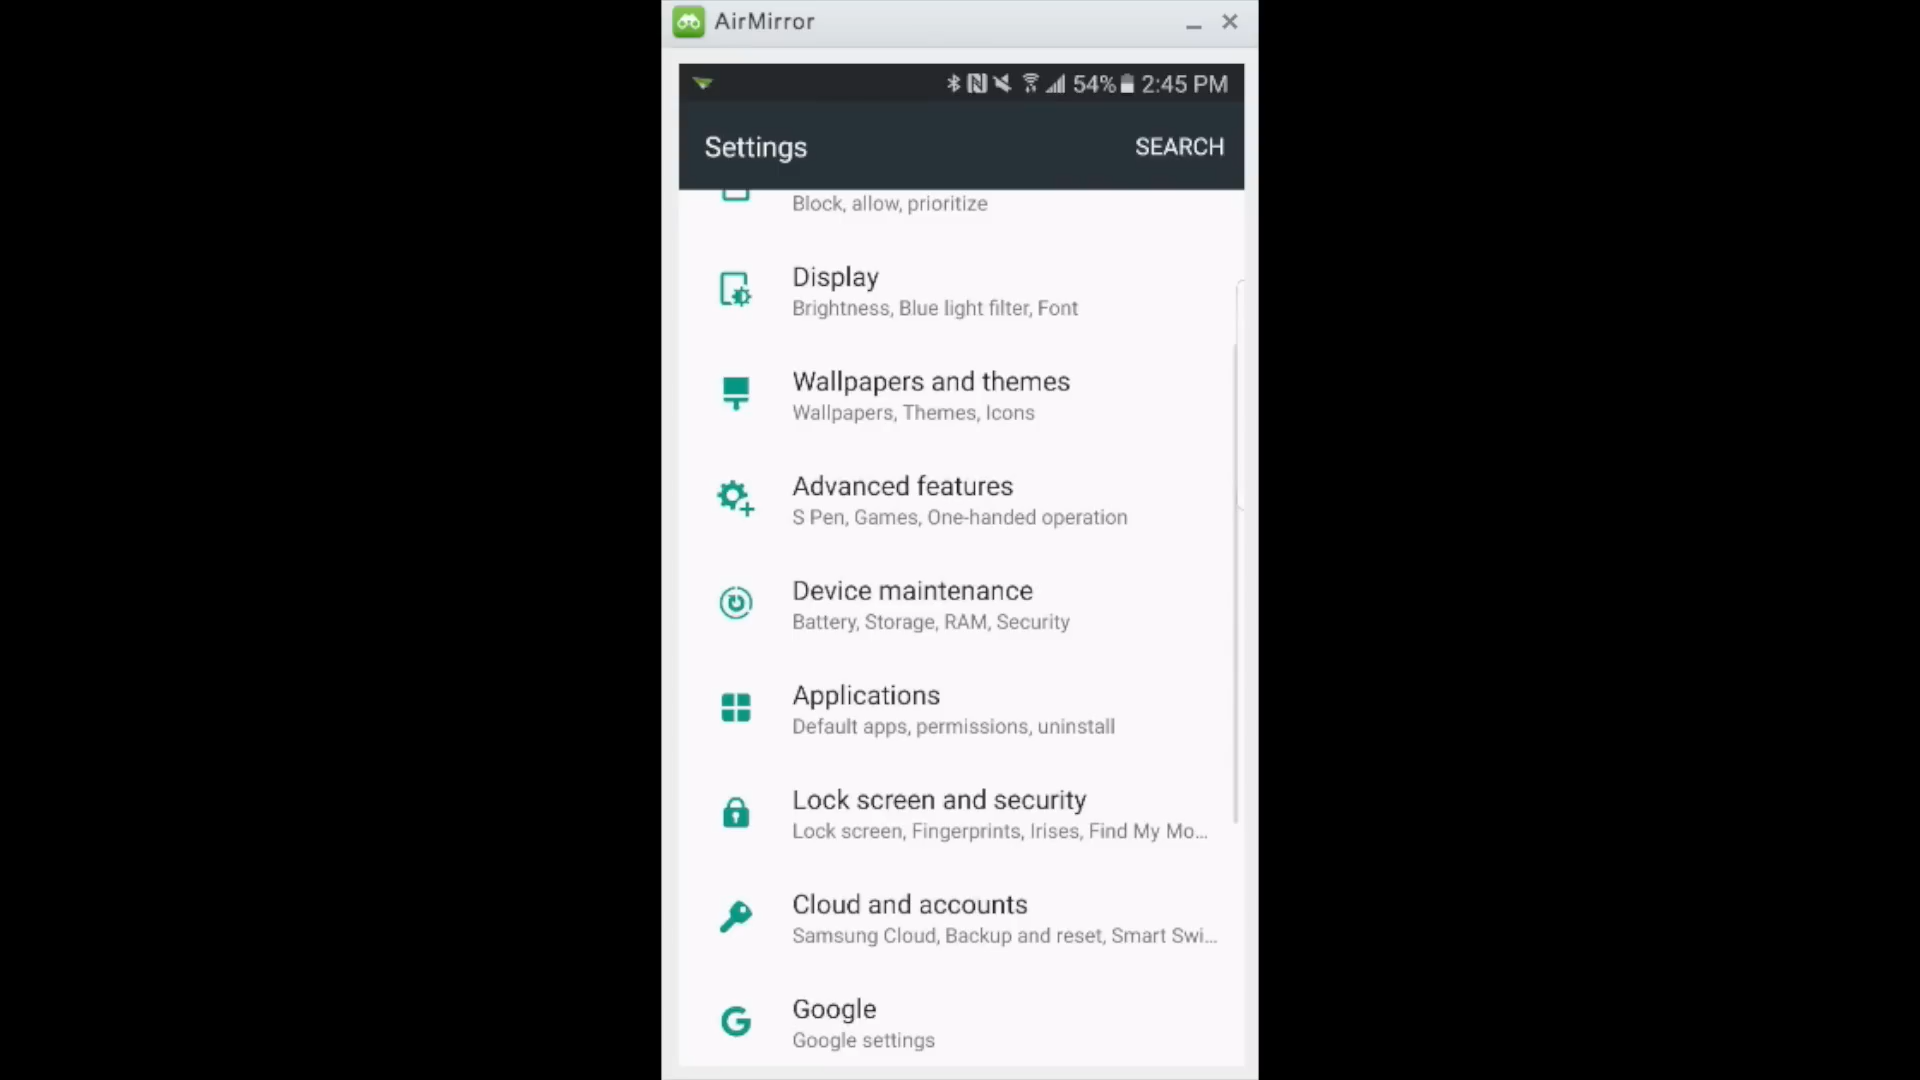 AirMirror
54% 2:45 PM
Settings
SEARCH
Block, allow, prioritize
Display
Brightness, Blue light filter, Font
Wallpapers and themes
Wallpapers, Themes, Icons
Advanced features
S Pen, Games, One-handed operation
Device maintenance
Battery, Storage, RAM, Security
Applications
Default apps, permissions, uninstall
Lock screen and security
Lock screen, Fingerprints, Irises, Find My Mo...
Cloud and accounts
Samsung Cloud, Backup and reset, Smart Swi...
Google
Google settings